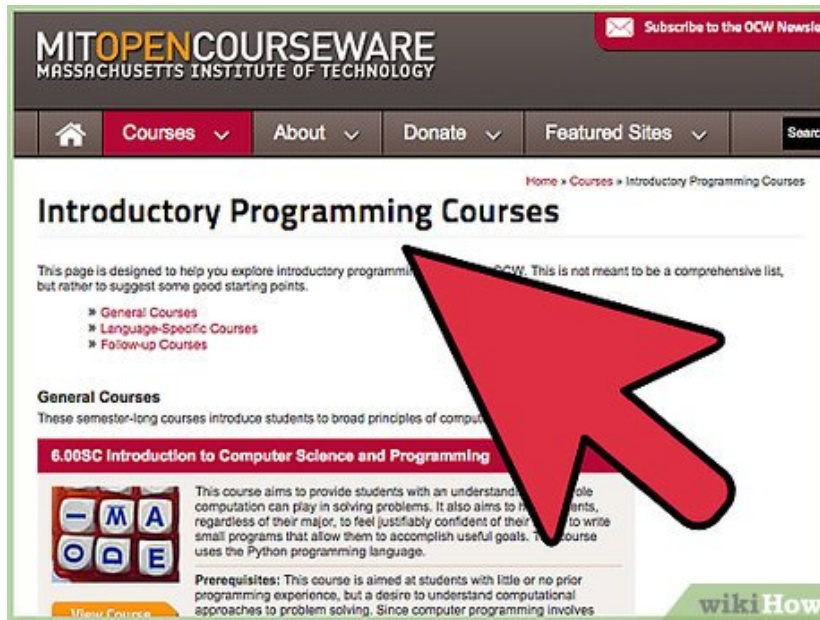 MITOPENCOURSEWARE
MASSACHUSETTS INSTITUTE OF TECHNOLOGY
Subscribe to the OCW
Courses
About
Donate
Featured Sites
Home » Courses » Introductory Programming Courses
Introductory Programming Courses
This page is designed to help you explore introductory OCW. This is not meant to be a comprehensive list,
but rather to suggest some good starting points.
» General Courses
» Language-Specific Courses
» Follow-up Courses
General Courses
These semester-long courses introduce students to broad principles of
6.00SC Introduction to Computer Science and Programming
This course aims to provide students with an role
computation can play in solving problems. It also aims to
regardless of their major, to feel justifiably confident of their to write
small programs that allow them to accomplish useful goals. course
uses the Python programming language.
I M A
O D E
Prerequisites: This course is aimed at students with little or no prior
programming experience, but a desire to understand computational
approaches to problem solving. Since computer programming involves
View Course
wikiHow